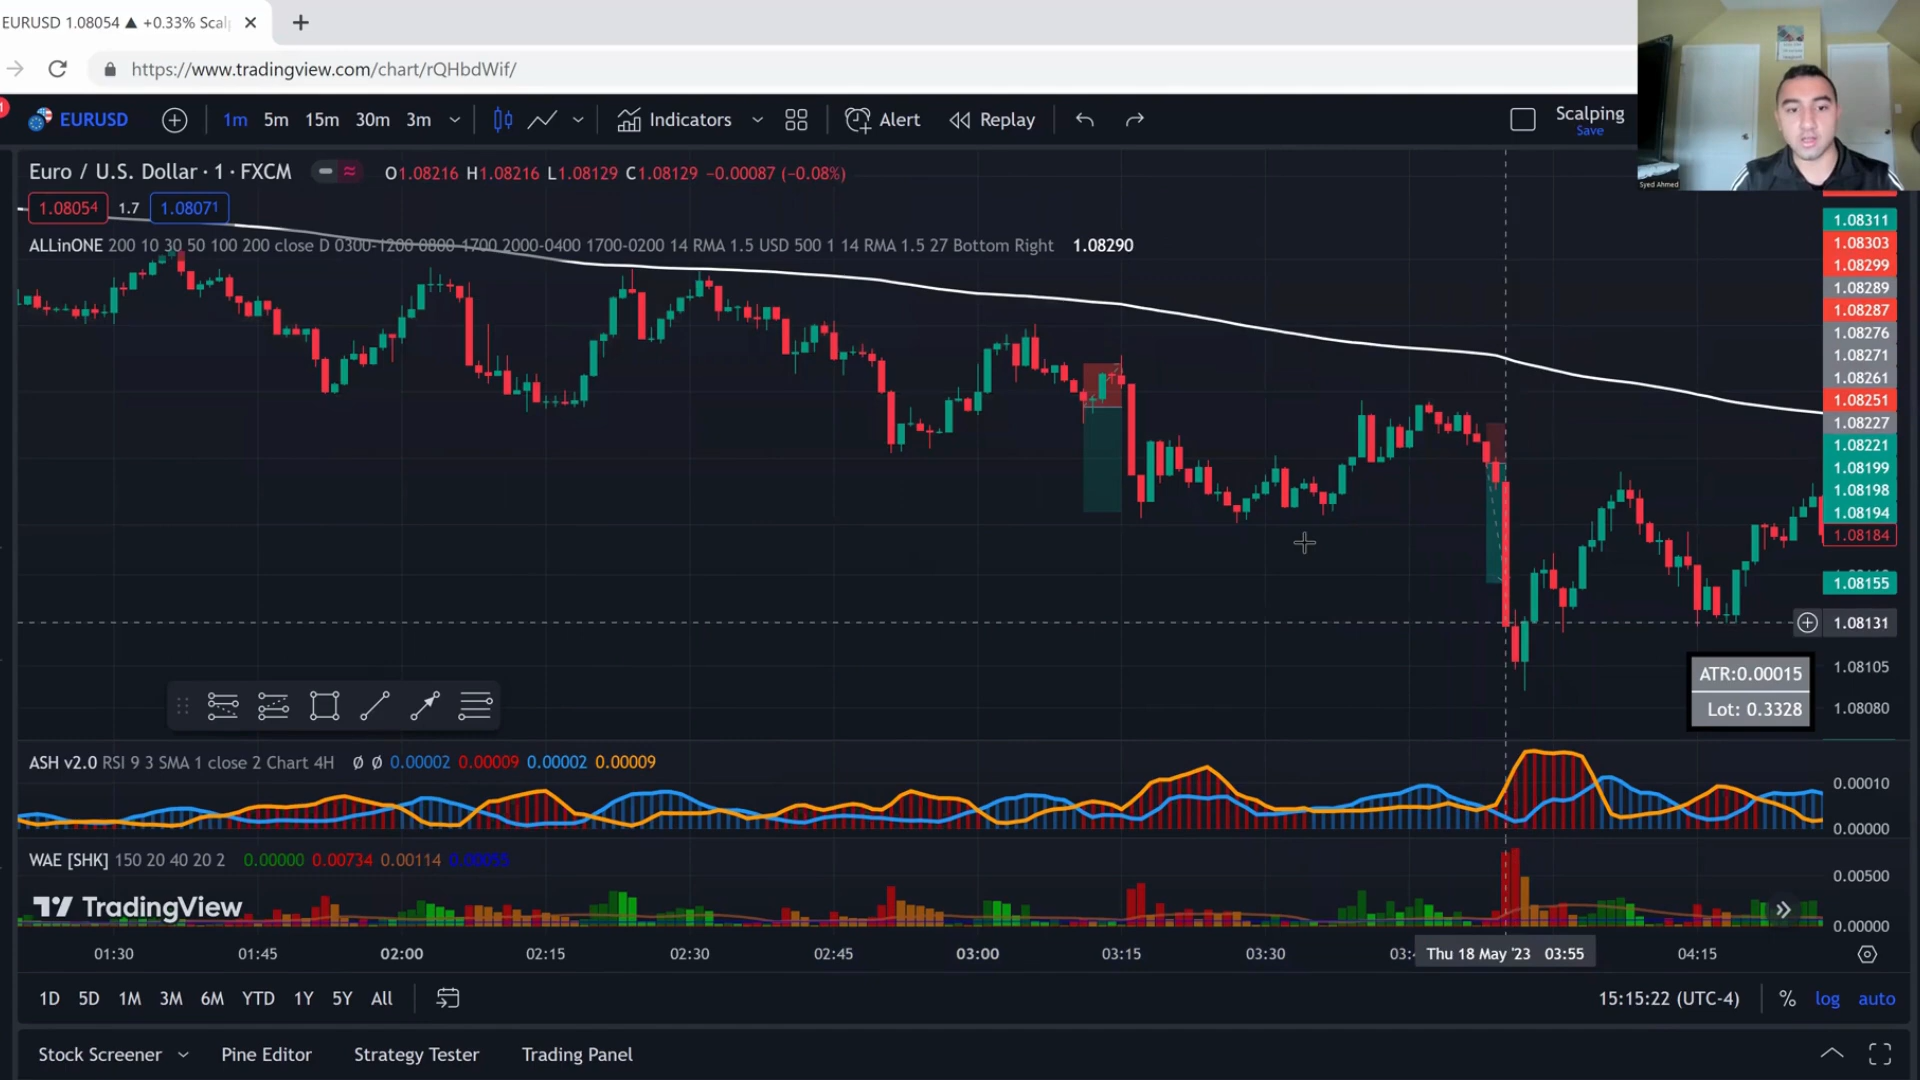 EURUSD 1.08054 ▲ +0.33% Scal
https://www.tradingview.com/chart/rQHbdWif/
EURUSD 1m 5m 15m 30m 3m Indicators Alert Replay Scalping
Save
Syed Ahmed
Euro / U.S. Dollar · 1 · FXCM O1.08216 H1.08216 L1.08129 C1.08129 −0.00087 (−0.08%)
1.08054 1.7 1.08071
ALLinONE 200 10 30 50 100 200 close D 0300-1200 0800-1700 2000-0400 1700-0200 14 RMA 1.5 USD 500 1 14 RMA 1.5 27 Bottom Right 1.08290
1.08311
1.08303
1.08299
1.08289
1.08287
1.08276
1.08271
1.08261
1.08251
1.08227
1.08221
1.08199
1.08198
1.08194
1.08184
1.08155
1.08131
1.08105
1.08080
ATR:0.00015
Lot: 0.3328
ASH v2.0 RSI 9 3 SMA 1 close 2 Chart 4H Ø Ø 0.00002 0.00009 0.00002 0.00009
0.00010
0.00000
WAE [SHK] 150 20 40 20 2 0.00000 0.00734 0.00114 0.00055
0.00500
0.00000
TradingView
01:30 01:45 02:00 02:15 02:30 02:45 03:00 03:15 03:30 03:4 Thu 18 May '23 03:55 04:15
1D 5D 1M 3M 6M YTD 1Y 5Y All 15:15:22 (UTC-4) % log auto
Stock Screener Pine Editor Strategy Tester Trading Panel